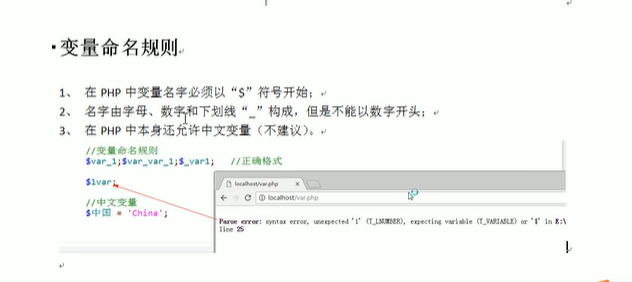 变量命名规则
1、 在 PHP 中变量名字必须以“$”符号开始；
2、 名字由字母、数字和下划线“_”构成，但是不能以数字开头；
3、 在 PHP 中本身还允许中文变量（不建议）。
//变量命名规则
$var_1;$var_var_1;$_var1; //正确格式
$1var;
//中文变量
$中国 = 'China';
localhost/var.php
localhost/var.php
Parse error: syntax error, unexpected '1' (T_LNUMBER), expecting variable (T_VARIABLE) or '$' in E:\
line 25